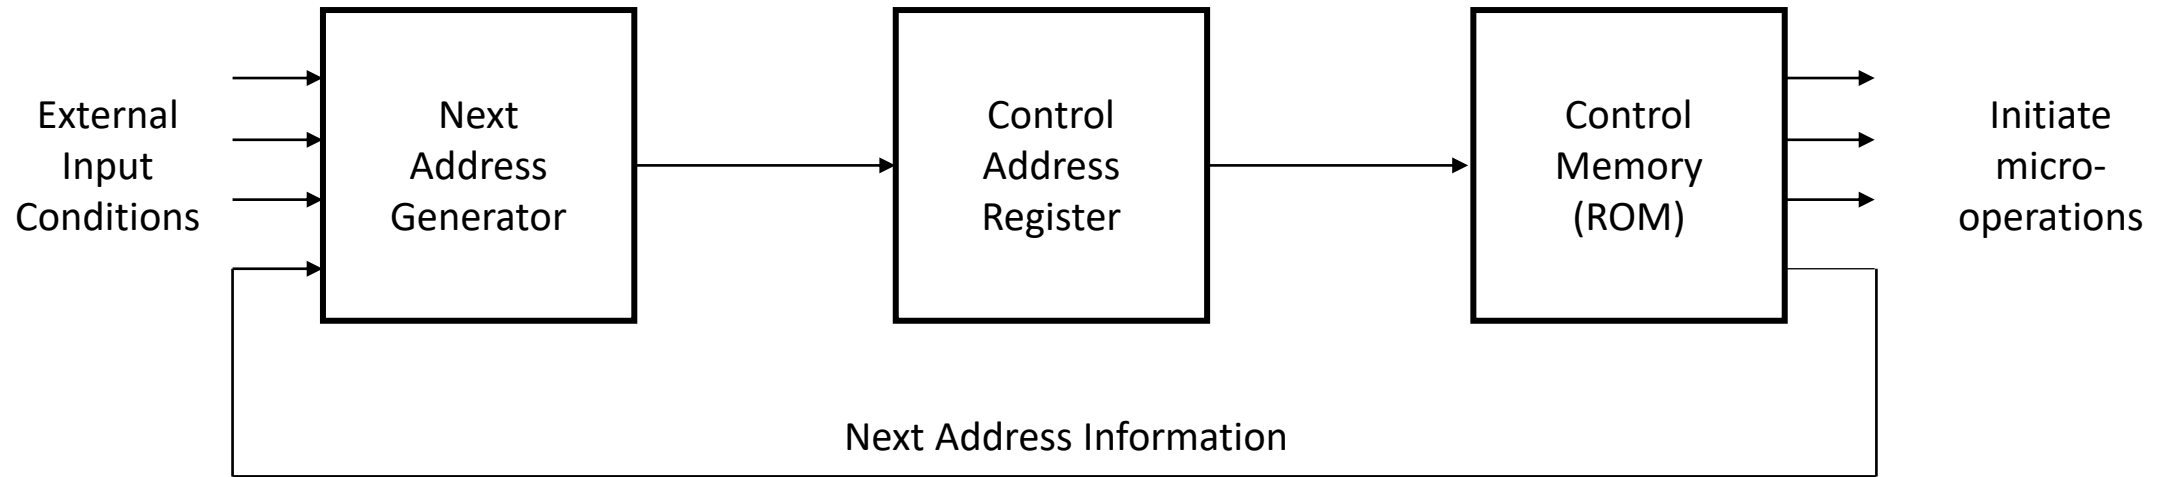 External
Input
Conditions
Next
Address
Generator
Control
Address
Register
Control
Memory
(ROM)
Initiate
micro-
operations
Next Address Information